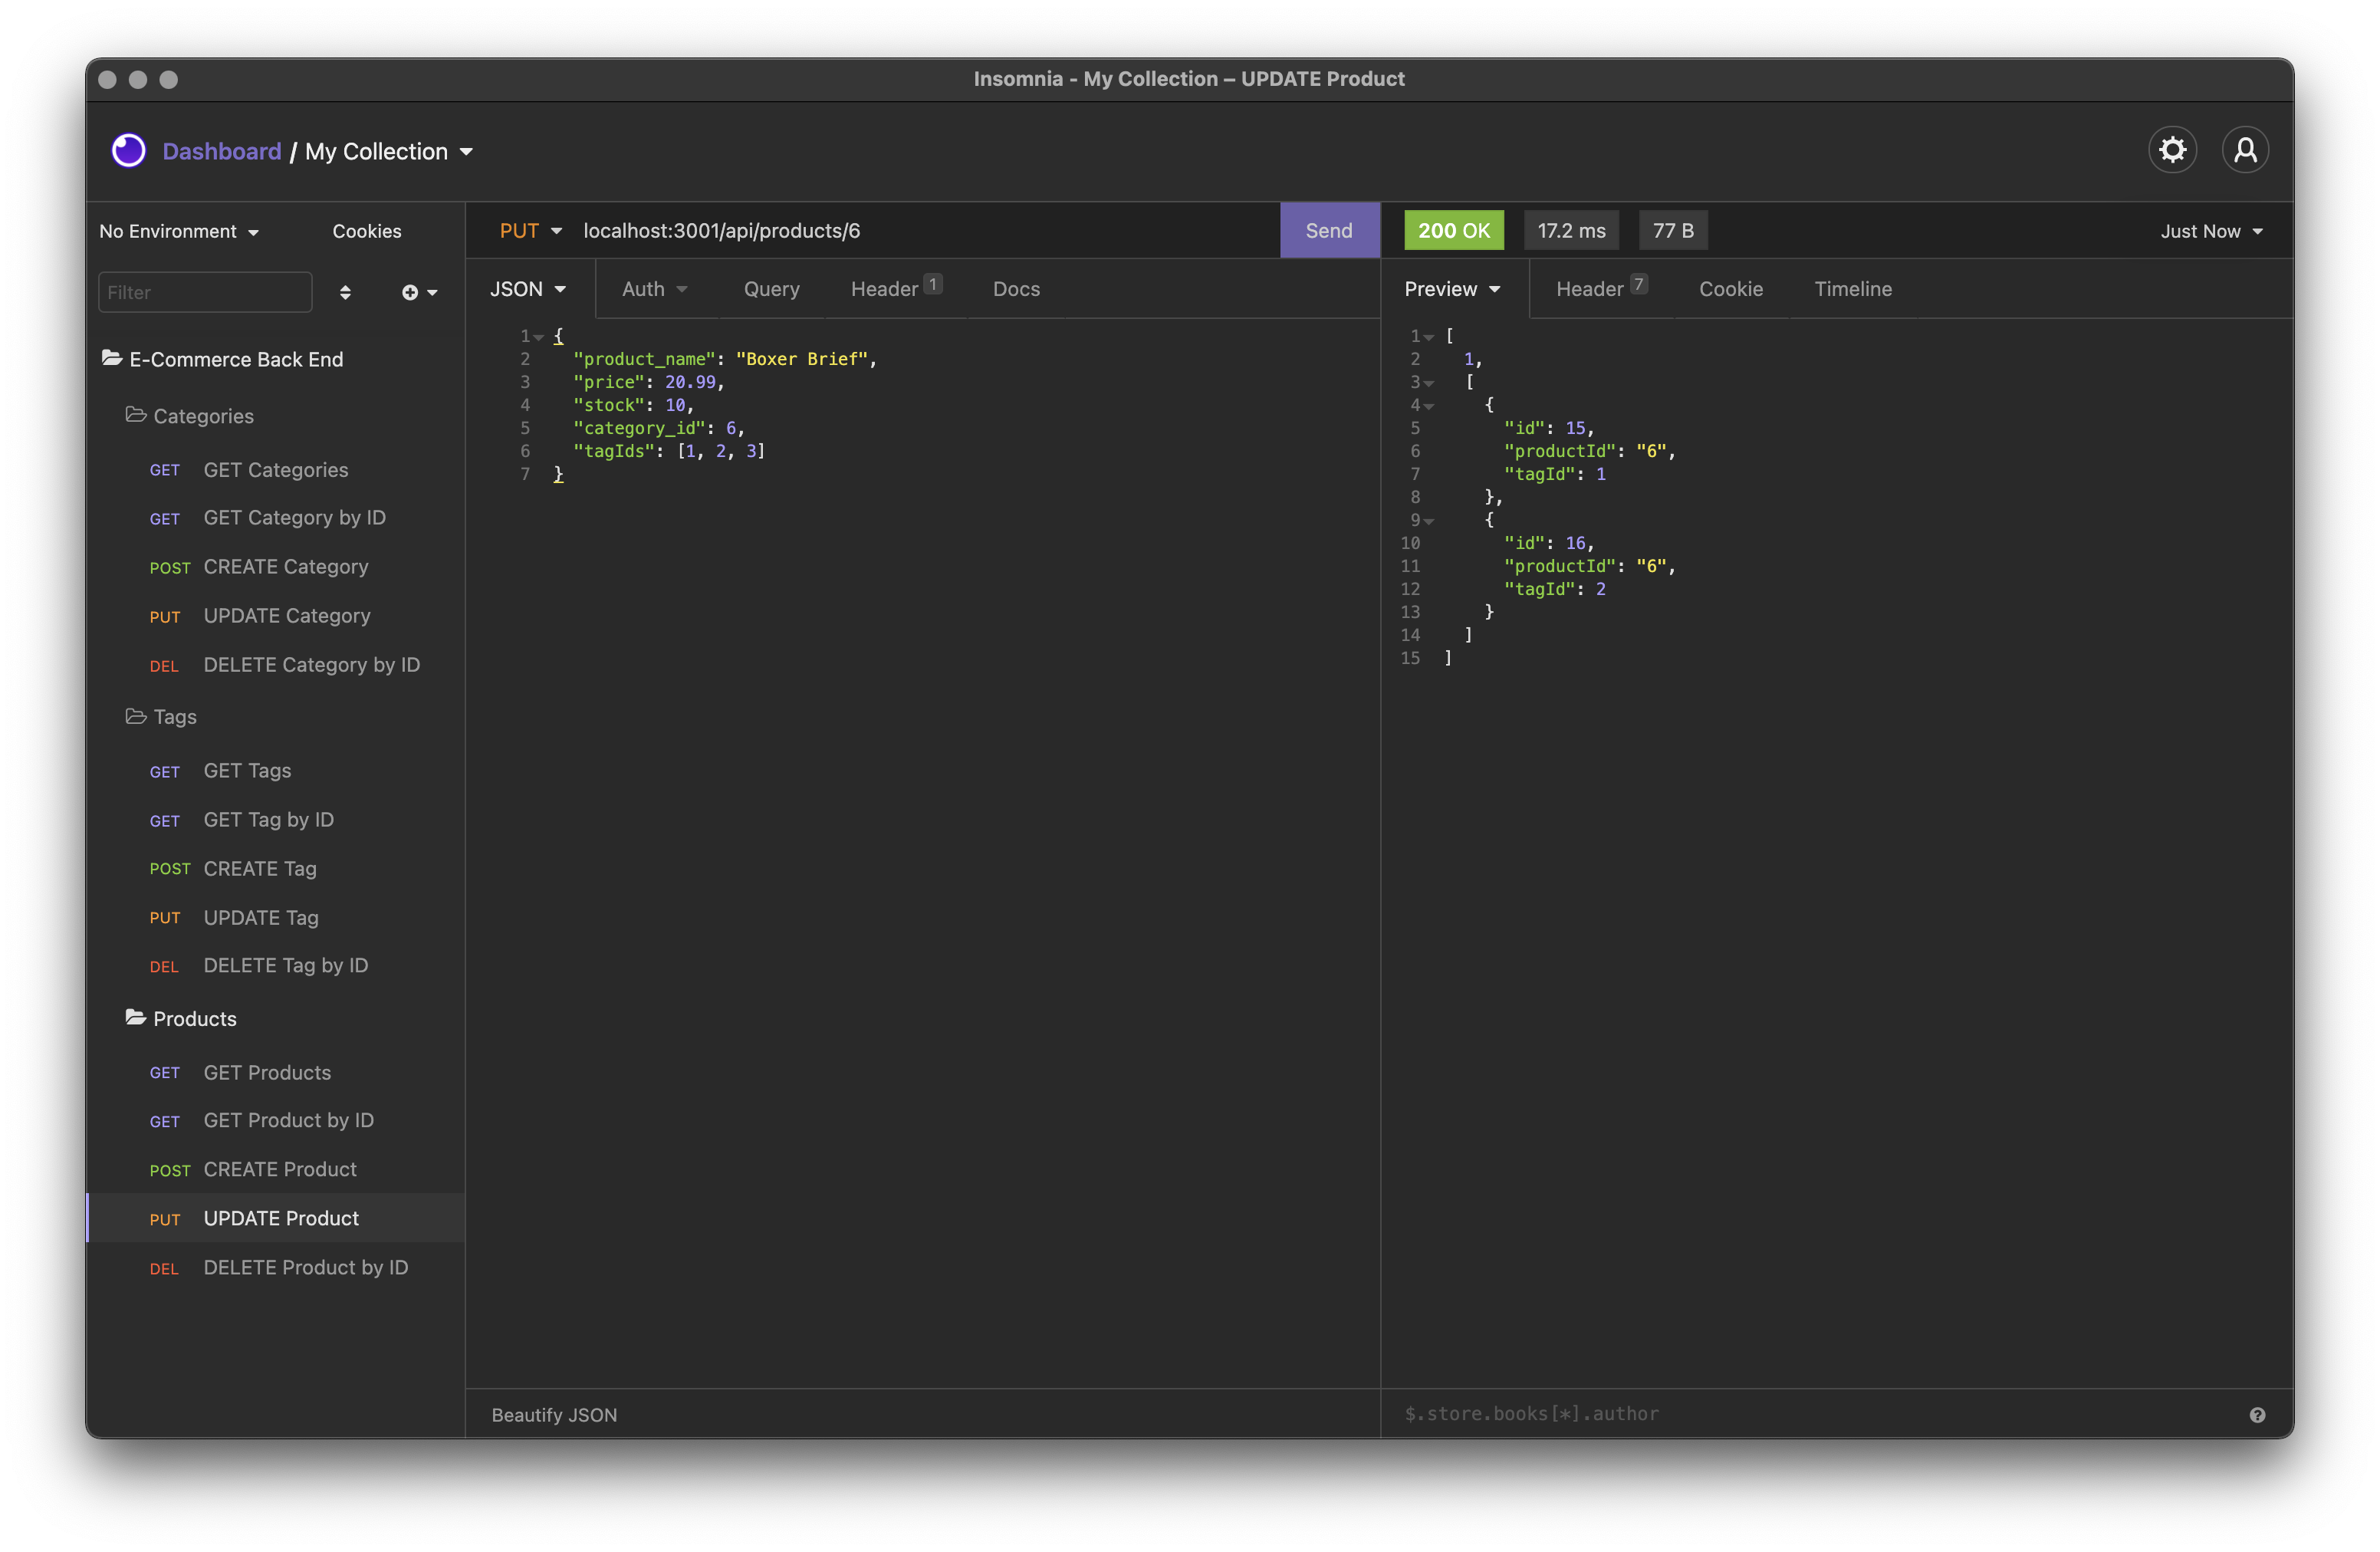 Insomnia - My Collection – UPDATE Product
Dashboard / My Collection
No Environment
Cookies
Filter
E-Commerce Back End
Categories
GET GET Categories
GET GET Category by ID
POST CREATE Category
PUT UPDATE Category
DEL DELETE Category by ID
Tags
GET GET Tags
GET GET Tag by ID
POST CREATE Tag
PUT UPDATE Tag
DEL DELETE Tag by ID
Products
GET GET Products
GET GET Product by ID
POST CREATE Product
PUT UPDATE Product
DEL DELETE Product by ID
PUT localhost:3001/api/products/6 Send
JSON Auth Query Header 1 Docs
1 {
2 "product_name": "Boxer Brief",
3 "price": 20.99,
4 "stock": 10,
5 "category_id": 6,
6 "tagIds": [1, 2, 3]
7 }
Beautify JSON
200 OK 17.2 ms 77 B Just Now
Preview Header 7 Cookie Timeline
1 [
2 1,
3 [
4 {
5 "id": 15,
6 "productId": "6",
7 "tagId": 1
8 },
9 {
10 "id": 16,
11 "productId": "6",
12 "tagId": 2
13 }
14 ]
15 ]
$.store.books[*].author